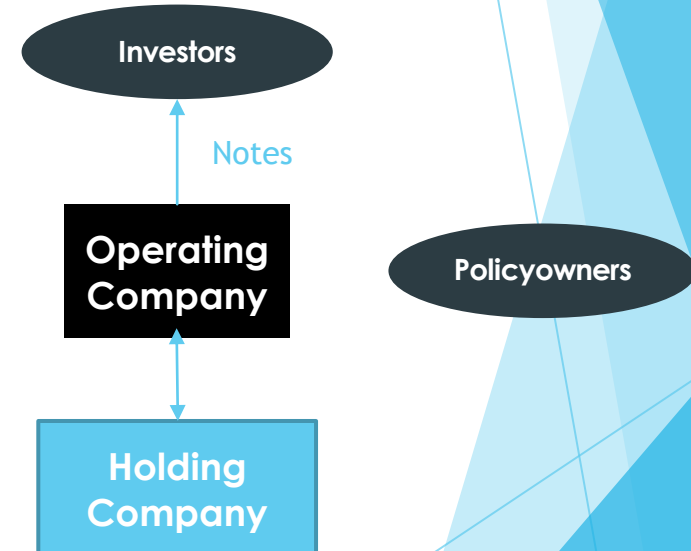 Investors
Notes
Operating
Company
Policyowners
Holding
Company